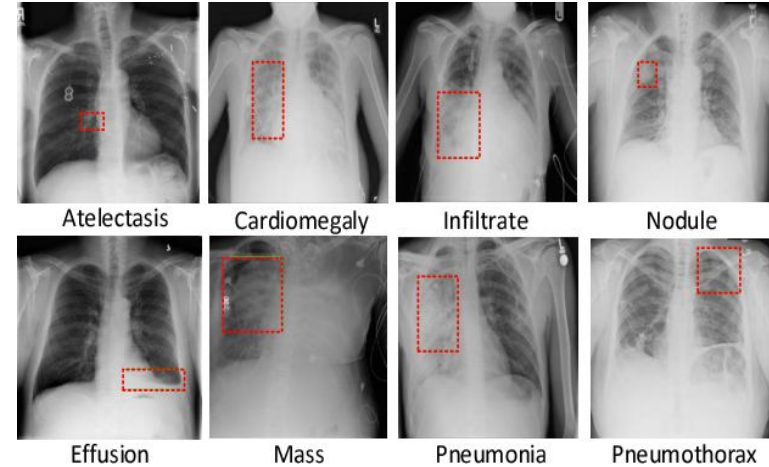 Atelectasis
Cardiomegaly
Infiltrate
Nodule
Effusion
Mass
Pneumonia
Pneumothorax